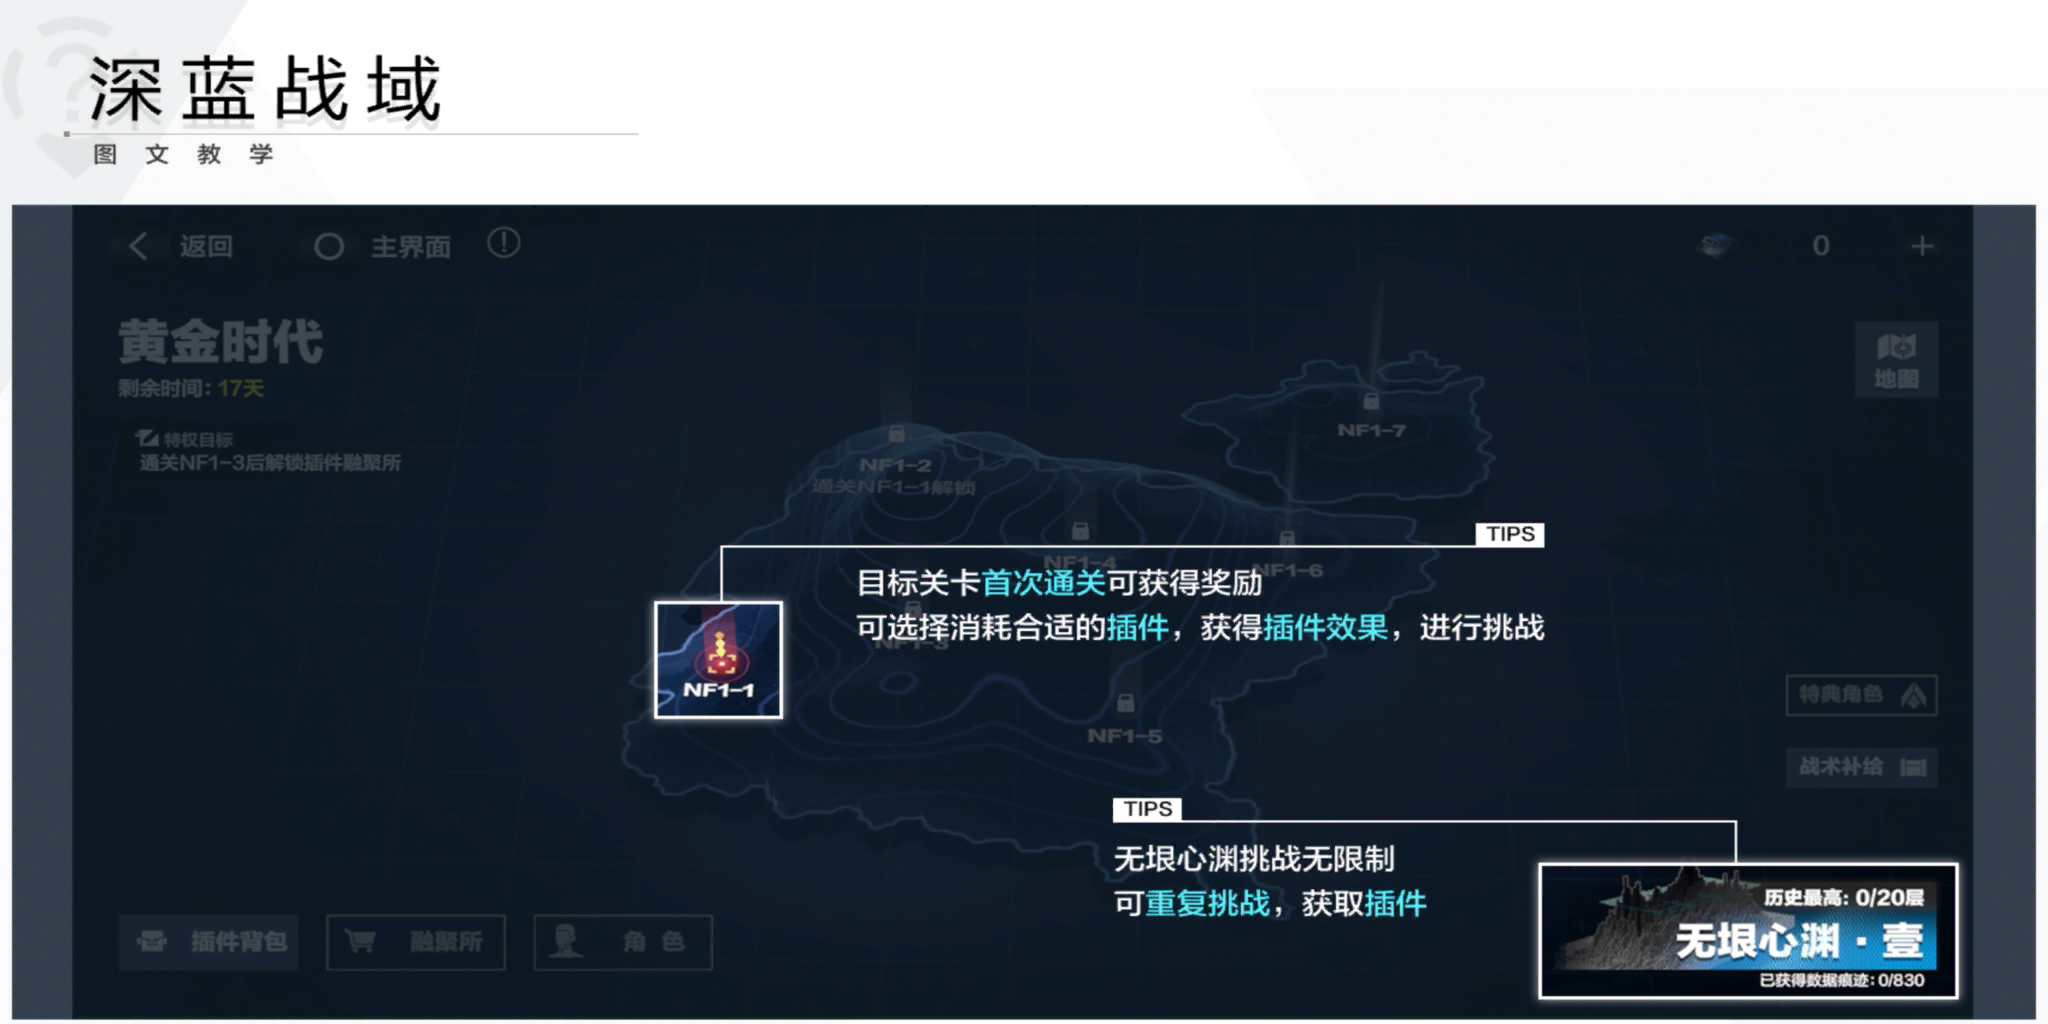 深蓝战域
图文教学
返回
主界面
0
黄金时代
剩余时间：17天
地图
特权目标
通关NF1-3后解锁插件融聚所
NF1-7
NF1-2
通关NF1-1解锁
TIPS
NF1-4
NF1-6
目标关卡首次通关可获得奖励
可选择消耗合适的插件，获得插件效果，进行挑战
NF1-3
NF1-1
特典角色
NF1-5
战术补给
TIPS
无垠心渊挑战无限制
可重复挑战，获取插件
历史最高：0/20层
无垠心渊·壹
已获得数据痕迹：0/830
插件背包
融聚所
角色